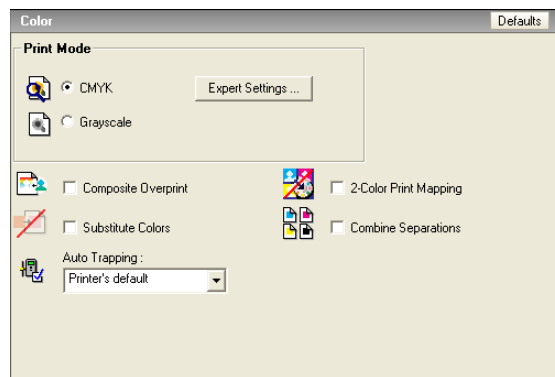 Color
Defaults
Print Mode
CMYK
Expert Settings ...
Grayscale
Composite Overprint
2-Color Print Mapping
Substitute Colors
Combine Separations
Auto Trapping :
Printer's default